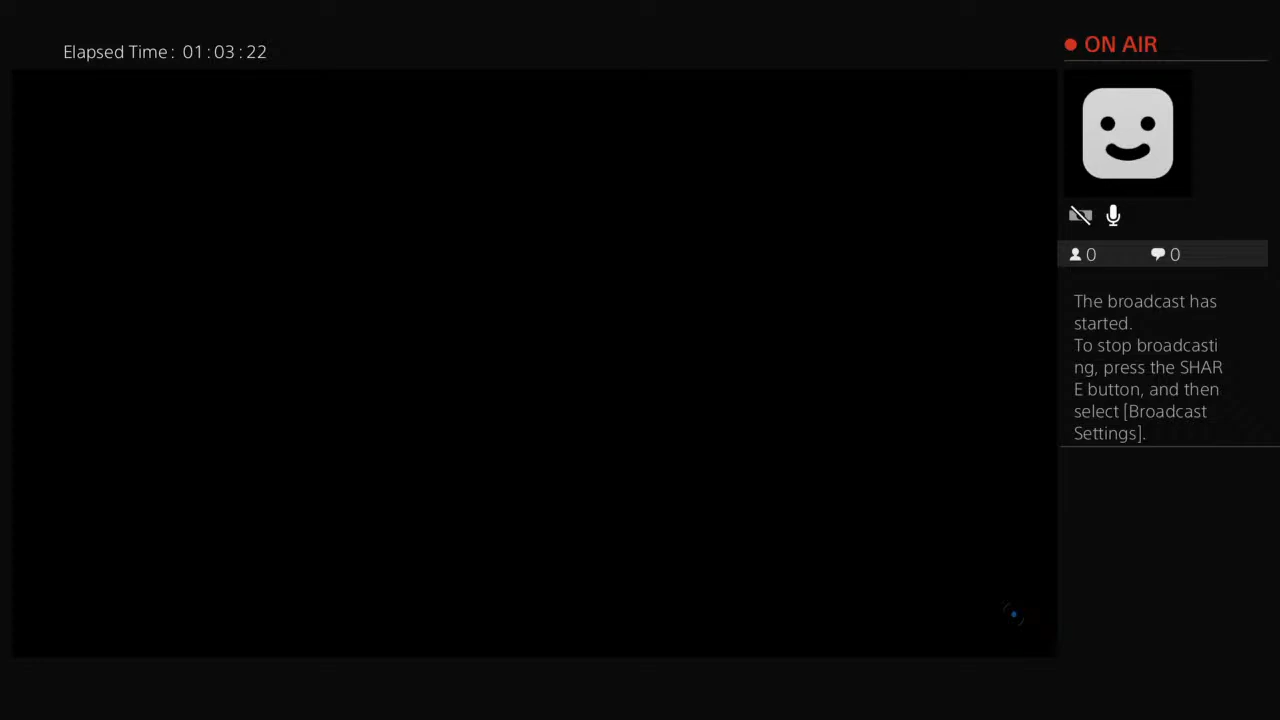 Elapsed Time: 01:03:22
ON AIR
0 0
The broadcast has
started.
To stop broadcasti
ng, press the SHAR
E button, and then
select [Broadcast
Settings].